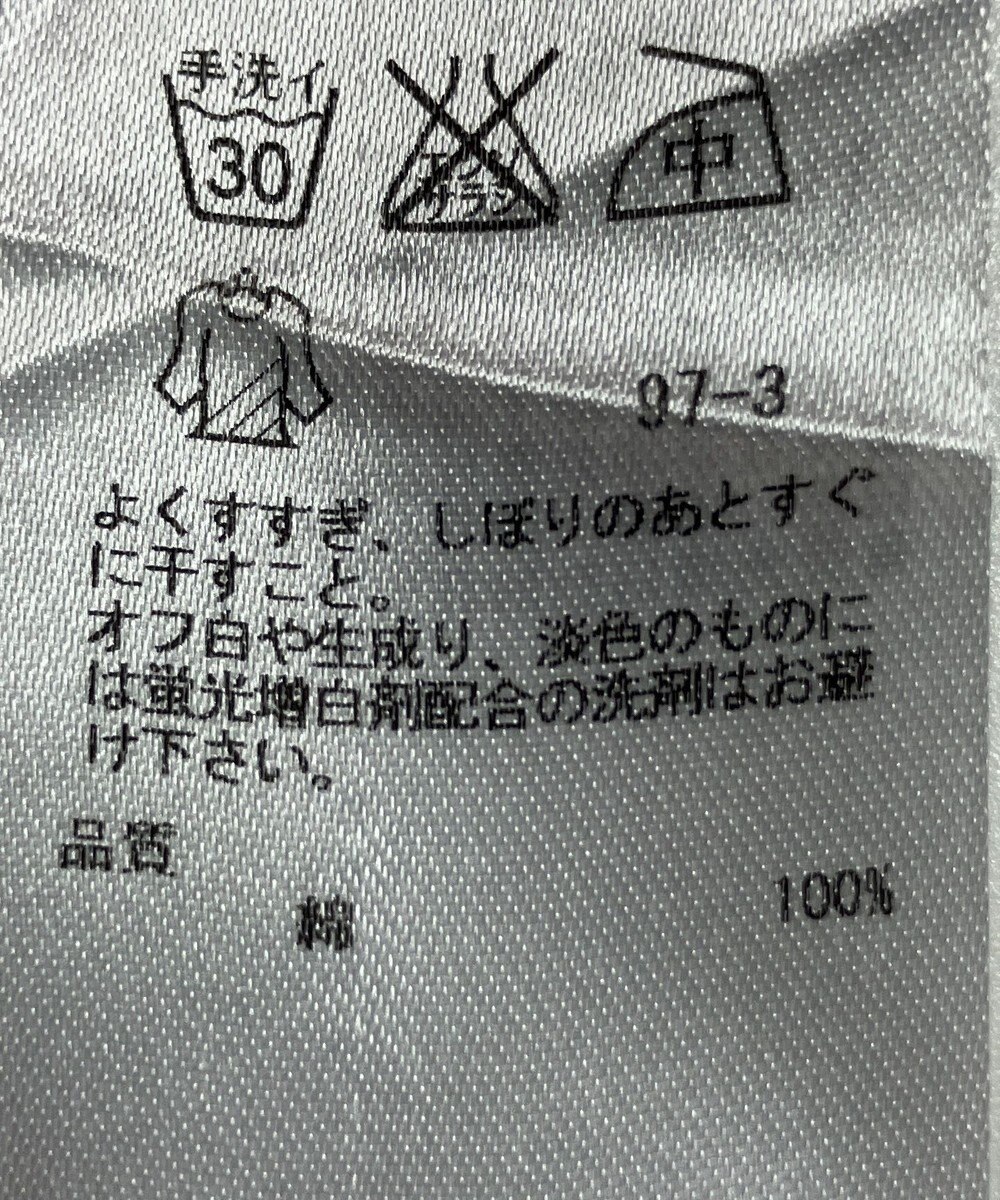 手洗イ
30
エンソ
サラシ
中
97-3
よくすすぎ、しぼりのあとすぐ
に干すこと。
オフ白や生成り、淡色のものに
は蛍光増白剤配合の洗剤はお避
け下さい。
品質
綿 100%